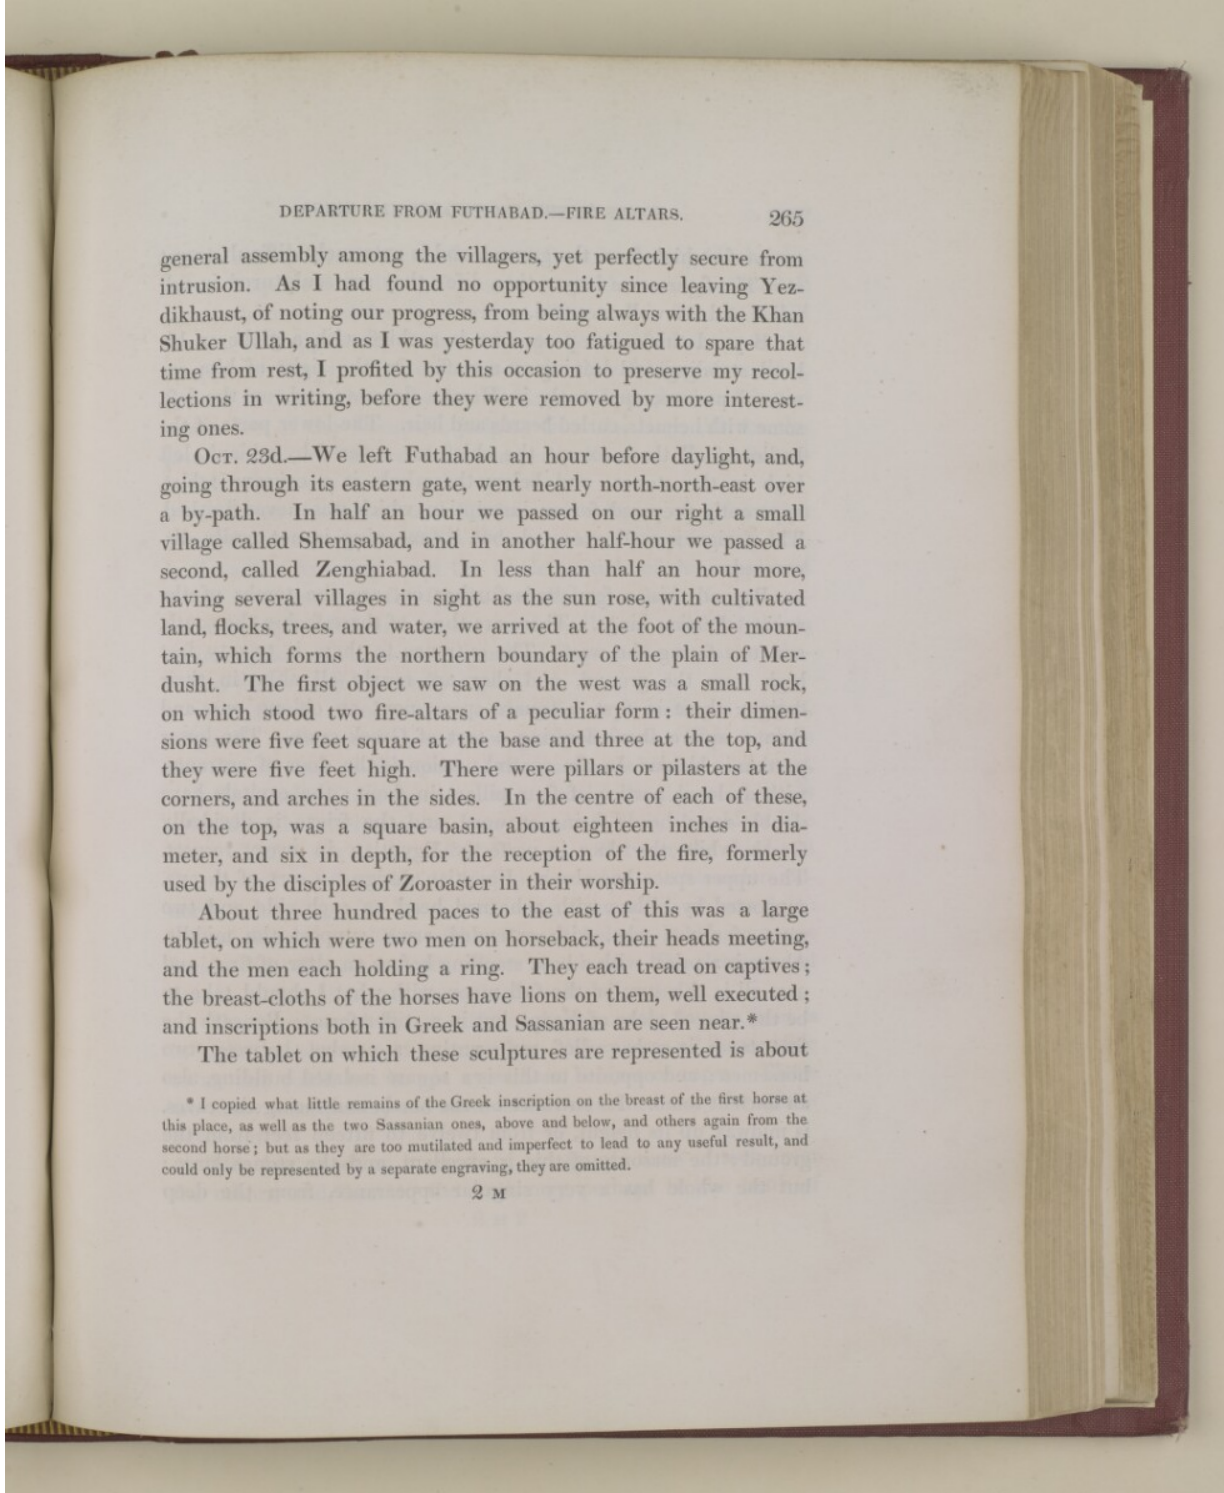 DEPARTURE FROM FUTHABAD.—FIRE ALTARS. 265
general assembly among the villagers, yet perfectly secure from
intrusion. As I had found no opportunity since leaving Yez-
dikhaust, of noting our progress, from being always with the Khan
Shuker Ullah, and as I was yesterday too fatigued to spare that
time from rest, I profited by this occasion to preserve my recol-
lections in writing, before they were removed by more interest-
ing ones.
OCT. 23d.—We left Futhabad an hour before daylight, and,
going through its eastern gate, went nearly north-north-east over
a by-path. In half an hour we passed on our right a small
village called Shemsabad, and in another half-hour we passed a
second, called Zenghiabad. In less than half an hour more,
having several villages in sight as the sun rose, with cultivated
land, flocks, trees, and water, we arrived at the foot of the moun-
tain, which forms the northern boundary of the plain of Mer-
dusht. The first object we saw on the west was a small rock,
on which stood two fire-altars of a peculiar form : their dimen-
sions were five feet square at the base and three at the top, and
they were five feet high. There were pillars or pilasters at the
corners, and arches in the sides. In the centre of each of these,
on the top, was a square basin, about eighteen inches in dia-
meter, and six in depth, for the reception of the fire, formerly
used by the disciples of Zoroaster in their worship.
About three hundred paces to the east of this was a large
tablet, on which were two men on horseback, their heads meeting,
and the men each holding a ring. They each tread on captives ;
the breast-cloths of the horses have lions on them, well executed ;
and inscriptions both in Greek and Sassanian are seen near.*
The tablet on which these sculptures are represented is about
* I copied what little remains of the Greek inscription on the breast of the first horse at
this place, as well as the two Sassanian ones, above and below, and others again from the
second horse ; but as they are too mutilated and imperfect to lead to any useful result, and
could only be represented by a separate engraving, they are omitted.
2 M